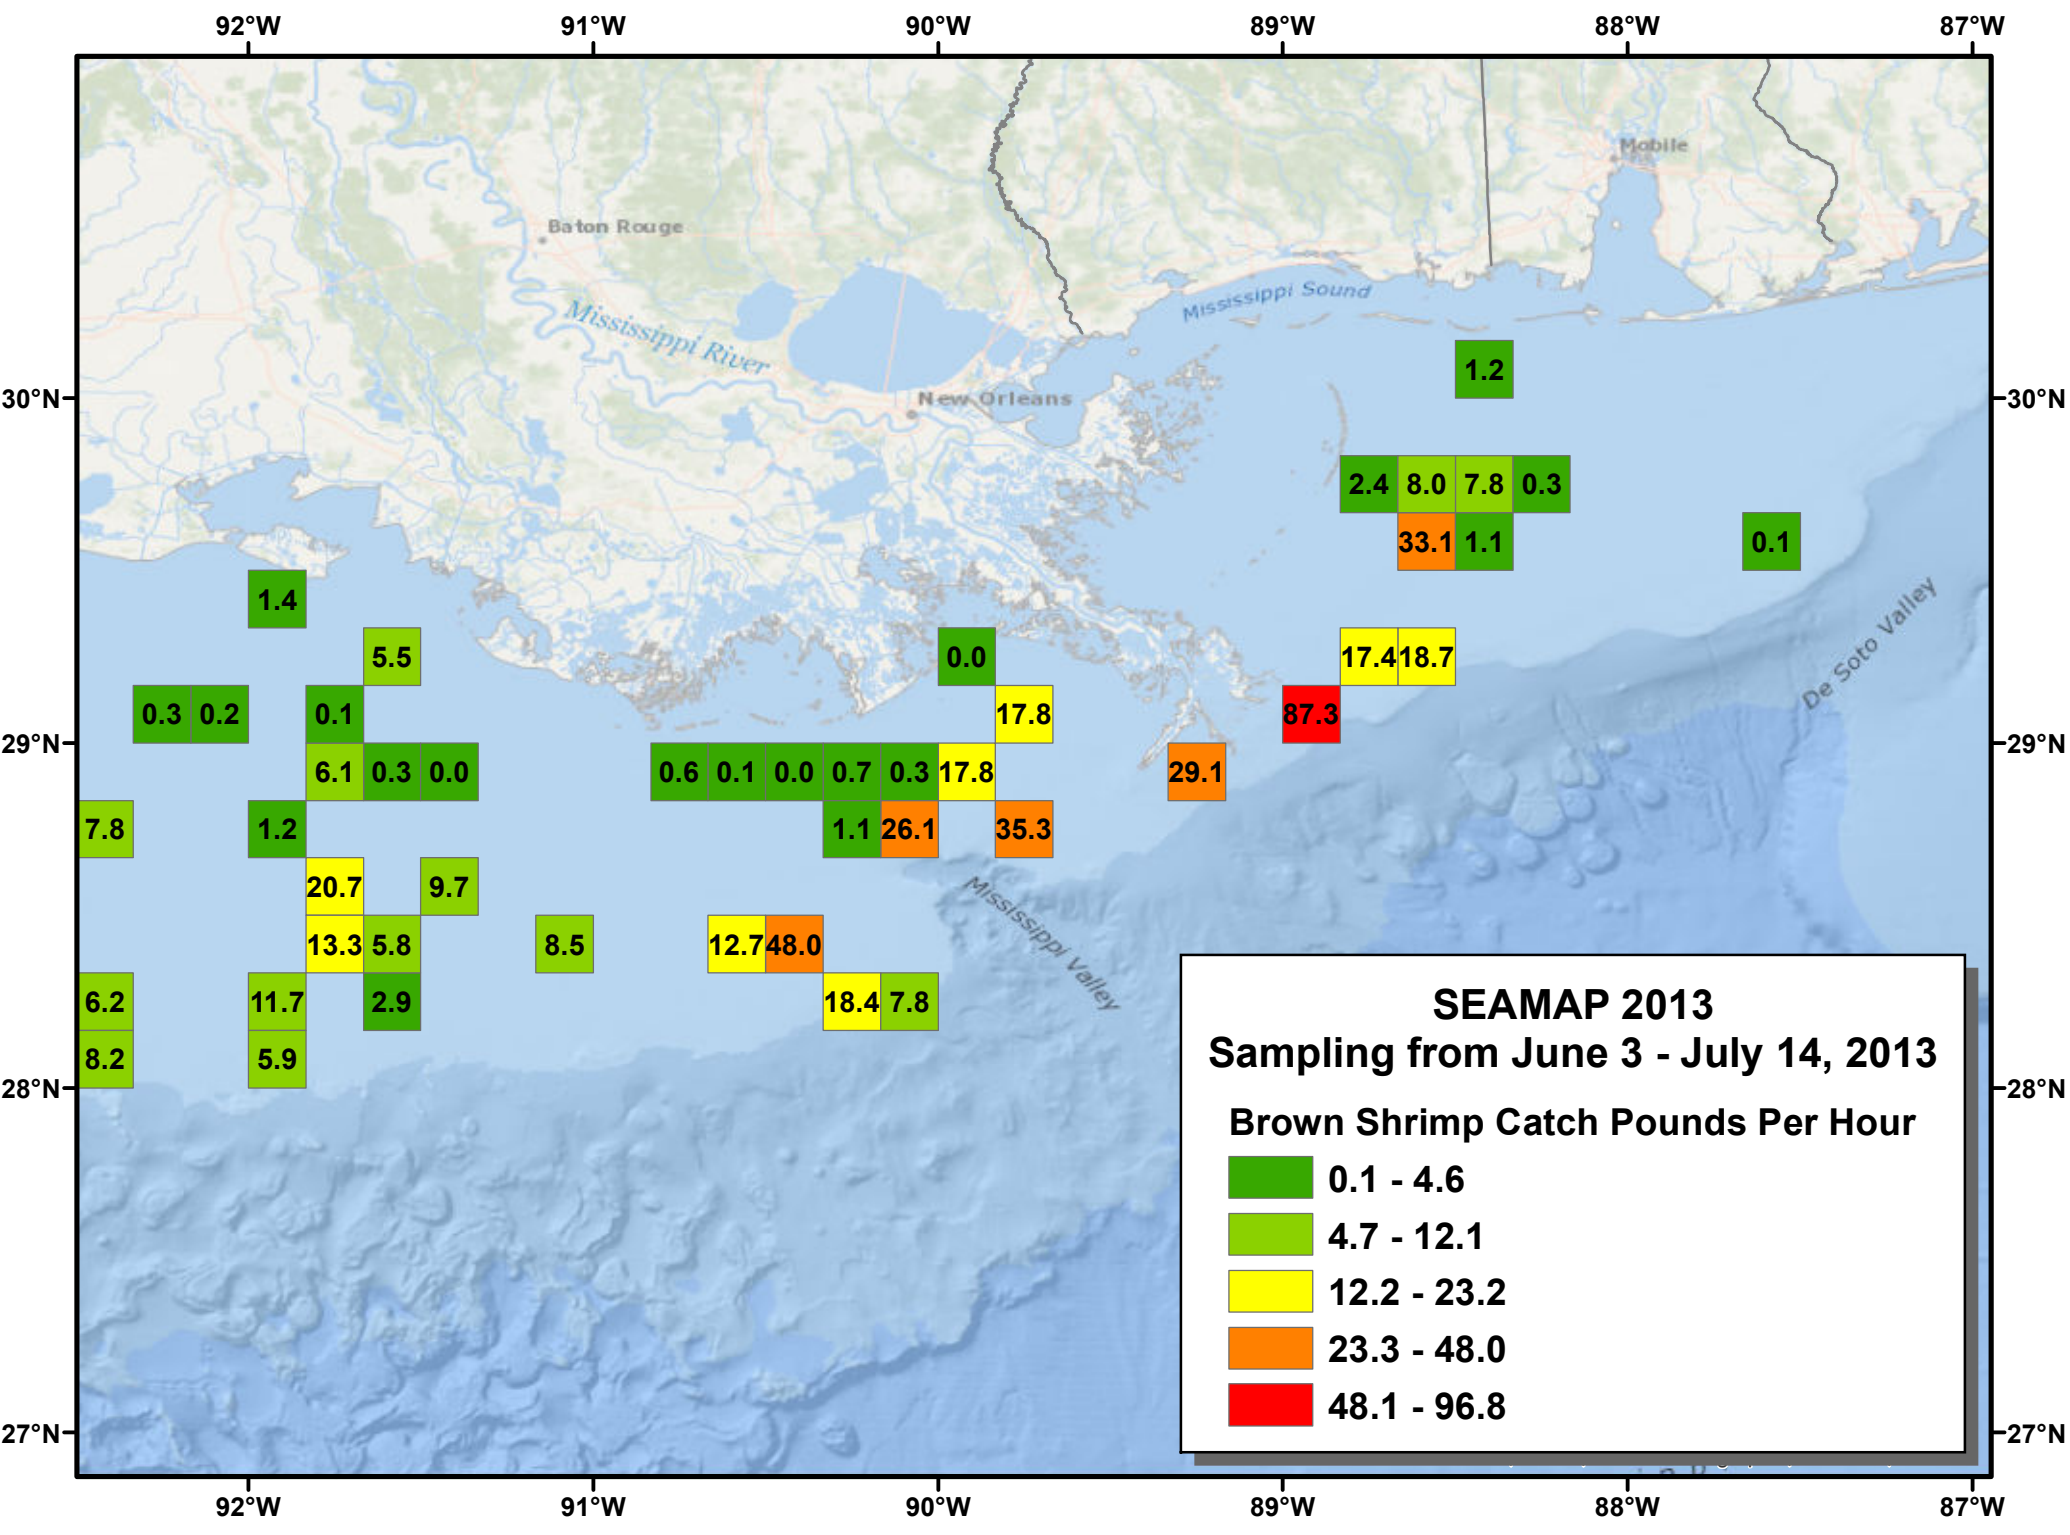 92°W 91°W 90°W 89°W 88°W 87°W
Mobile
Baton Rouge
Mississippi Sound
Mississippi River
1.2
30°N New Orleans 30°N
2.4 8.0 7.8 0.3
33.1 1.1 0.1
1.4
De Soto Valley
5.5 0.0 17.4 18.7
0.3 0.2 0.1 17.8 87.3
29°N 29°N
6.1 0.3 0.0 0.6 0.1 0.0 0.7 0.3 17.8 29.1
7.8 1.2 1.1 26.1 35.3
20.7 9.7
Mississippi Valley
13.3 5.8 8.5 12.7 48.0
6.2 11.7 2.9 18.4 7.8
8.2 5.9
28°N 28°N
SEAMAP 2013
Sampling from June 3 - July 14, 2013
Brown Shrimp Catch Pounds Per Hour
0.1 - 4.6
4.7 - 12.1
12.2 - 23.2
23.3 - 48.0
48.1 - 96.8
27°N 27°N
92°W 91°W 90°W 89°W 88°W 87°W